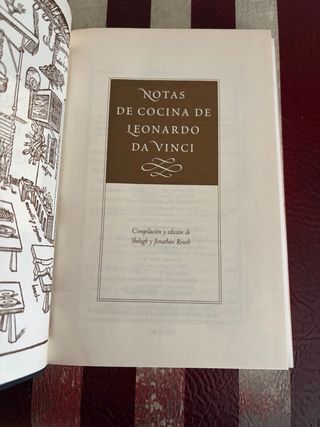 NOTAS
DE COCINA DE
LEONARDO
DA VINCI
Compilación y edición de
Shelagh y Jonathan Routh